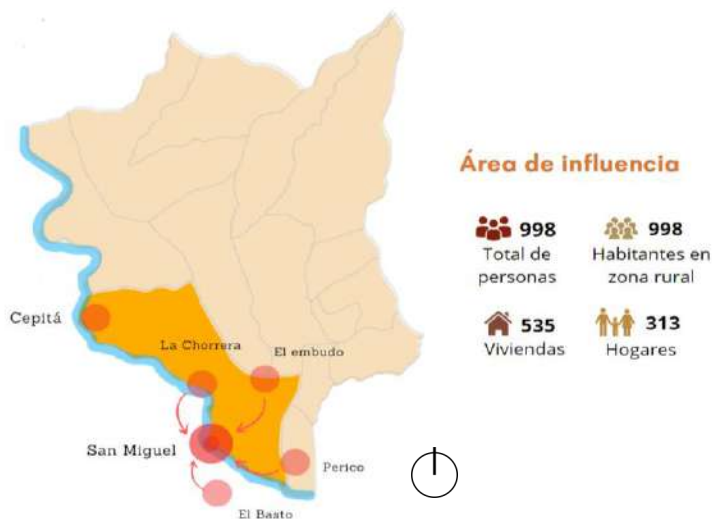 Área de influencia
998
Total de
personas
998
Habitantes en
zona rural
535
Viviendas
313
Hogares
Cepitá
La Chorrera
El embudo
San Miguel
Perico
El Basto